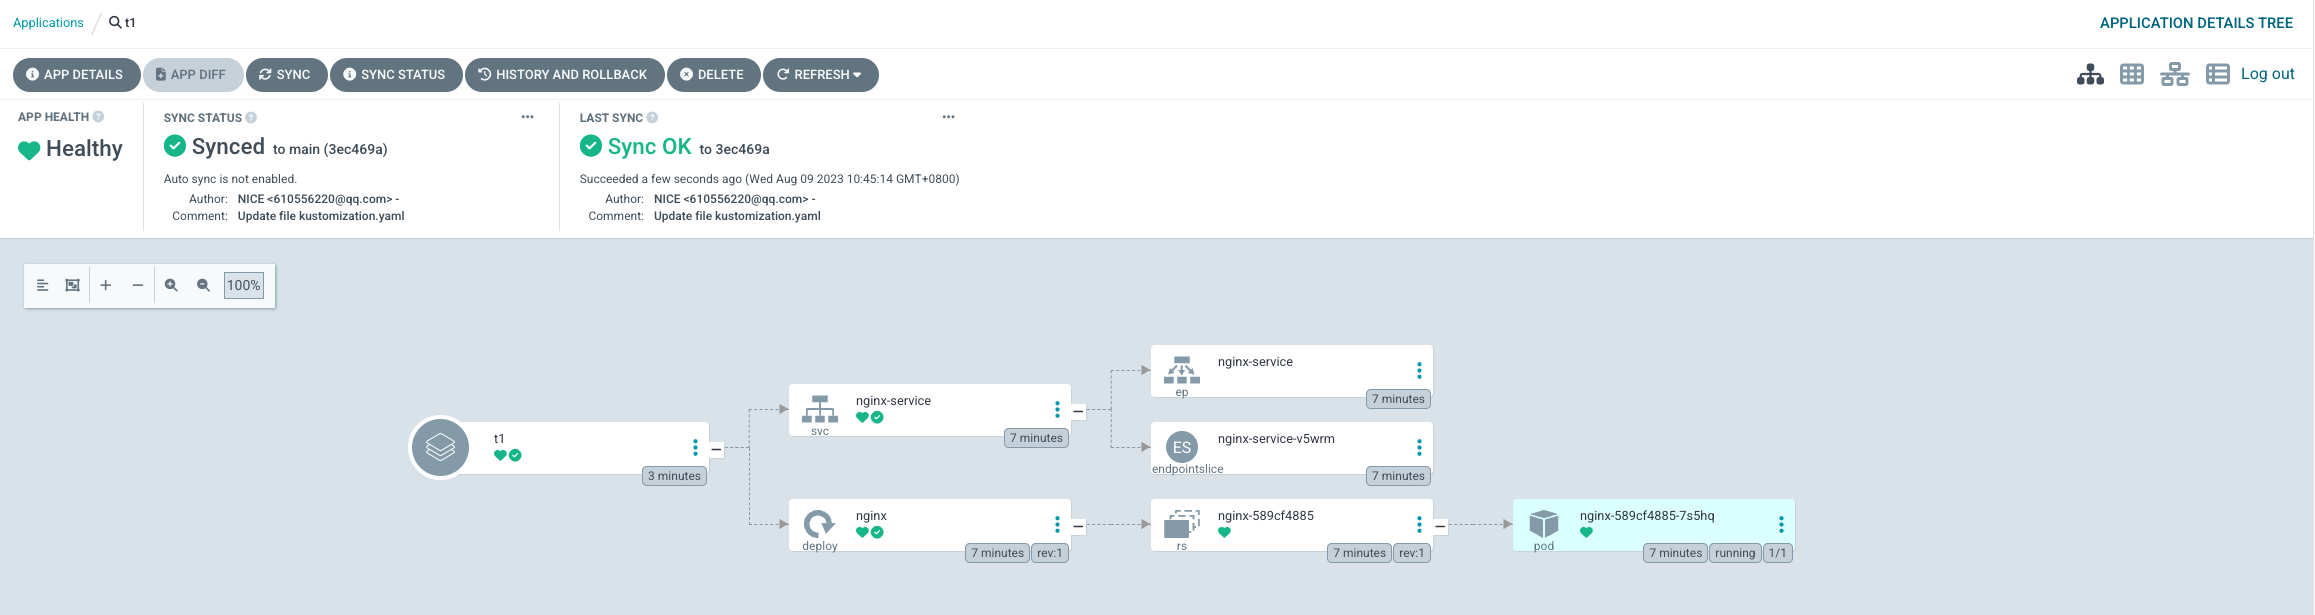 Applications / t1
APPLICATION DETAILS TREE
APP DETAILS
APP DIFF
SYNC
SYNC STATUS
HISTORY AND ROLLBACK
DELETE
REFRESH
Log out
APP HEALTH ?
Healthy
SYNC STATUS ?
Synced to main (3ec469a)
Auto sync is not enabled.
Author: NICE <610556220@qq.com> -
Comment: Update file kustomization.yaml
LAST SYNC ?
Sync OK to 3ec469a
Succeeded a few seconds ago (Wed Aug 09 2023 10:45:14 GMT+0800)
Author: NICE <610556220@qq.com> -
Comment: Update file kustomization.yaml
100%
t1
3 minutes
nginx-service
svc
7 minutes
nginx-service
ep
7 minutes
ES
nginx-service-v5wrm
endpointslice
7 minutes
nginx
deploy
7 minutes
rev:1
nginx-589cf4885
rs
7 minutes
rev:1
nginx-589cf4885-7s5hq
pod
7 minutes
running
1/1